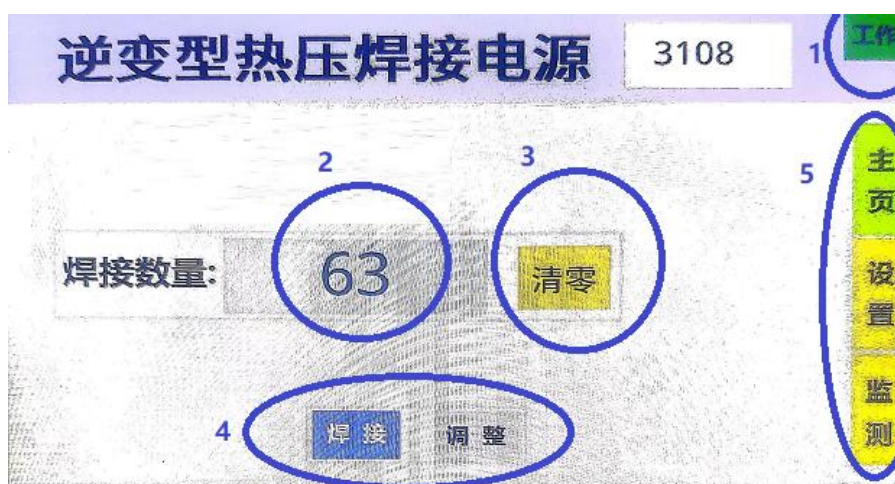 逆变型热压焊接电源 3108 1 工作
2 3
5 主页
焊接数量: 63 清零
设置
4 焊接 调整
监测